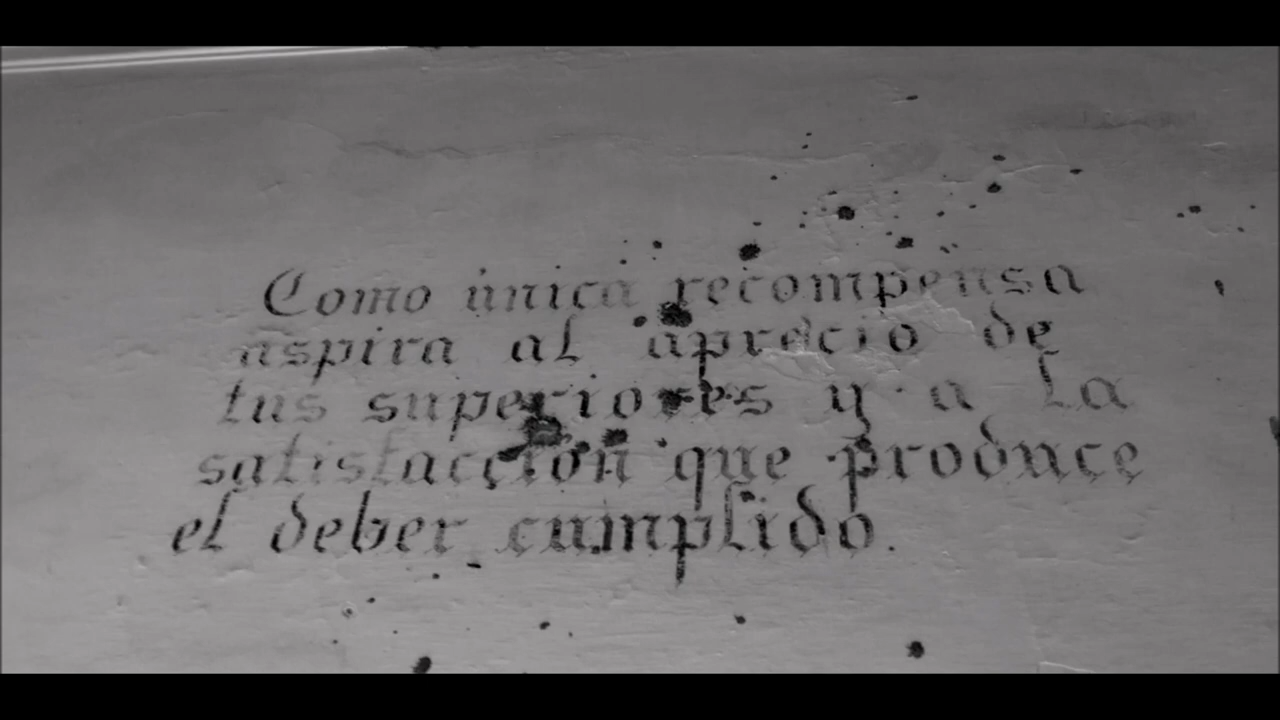 Como única recompensa
aspira al aprecio de
tus superiores y a la
satisfacción que produce
el deber cumplido.